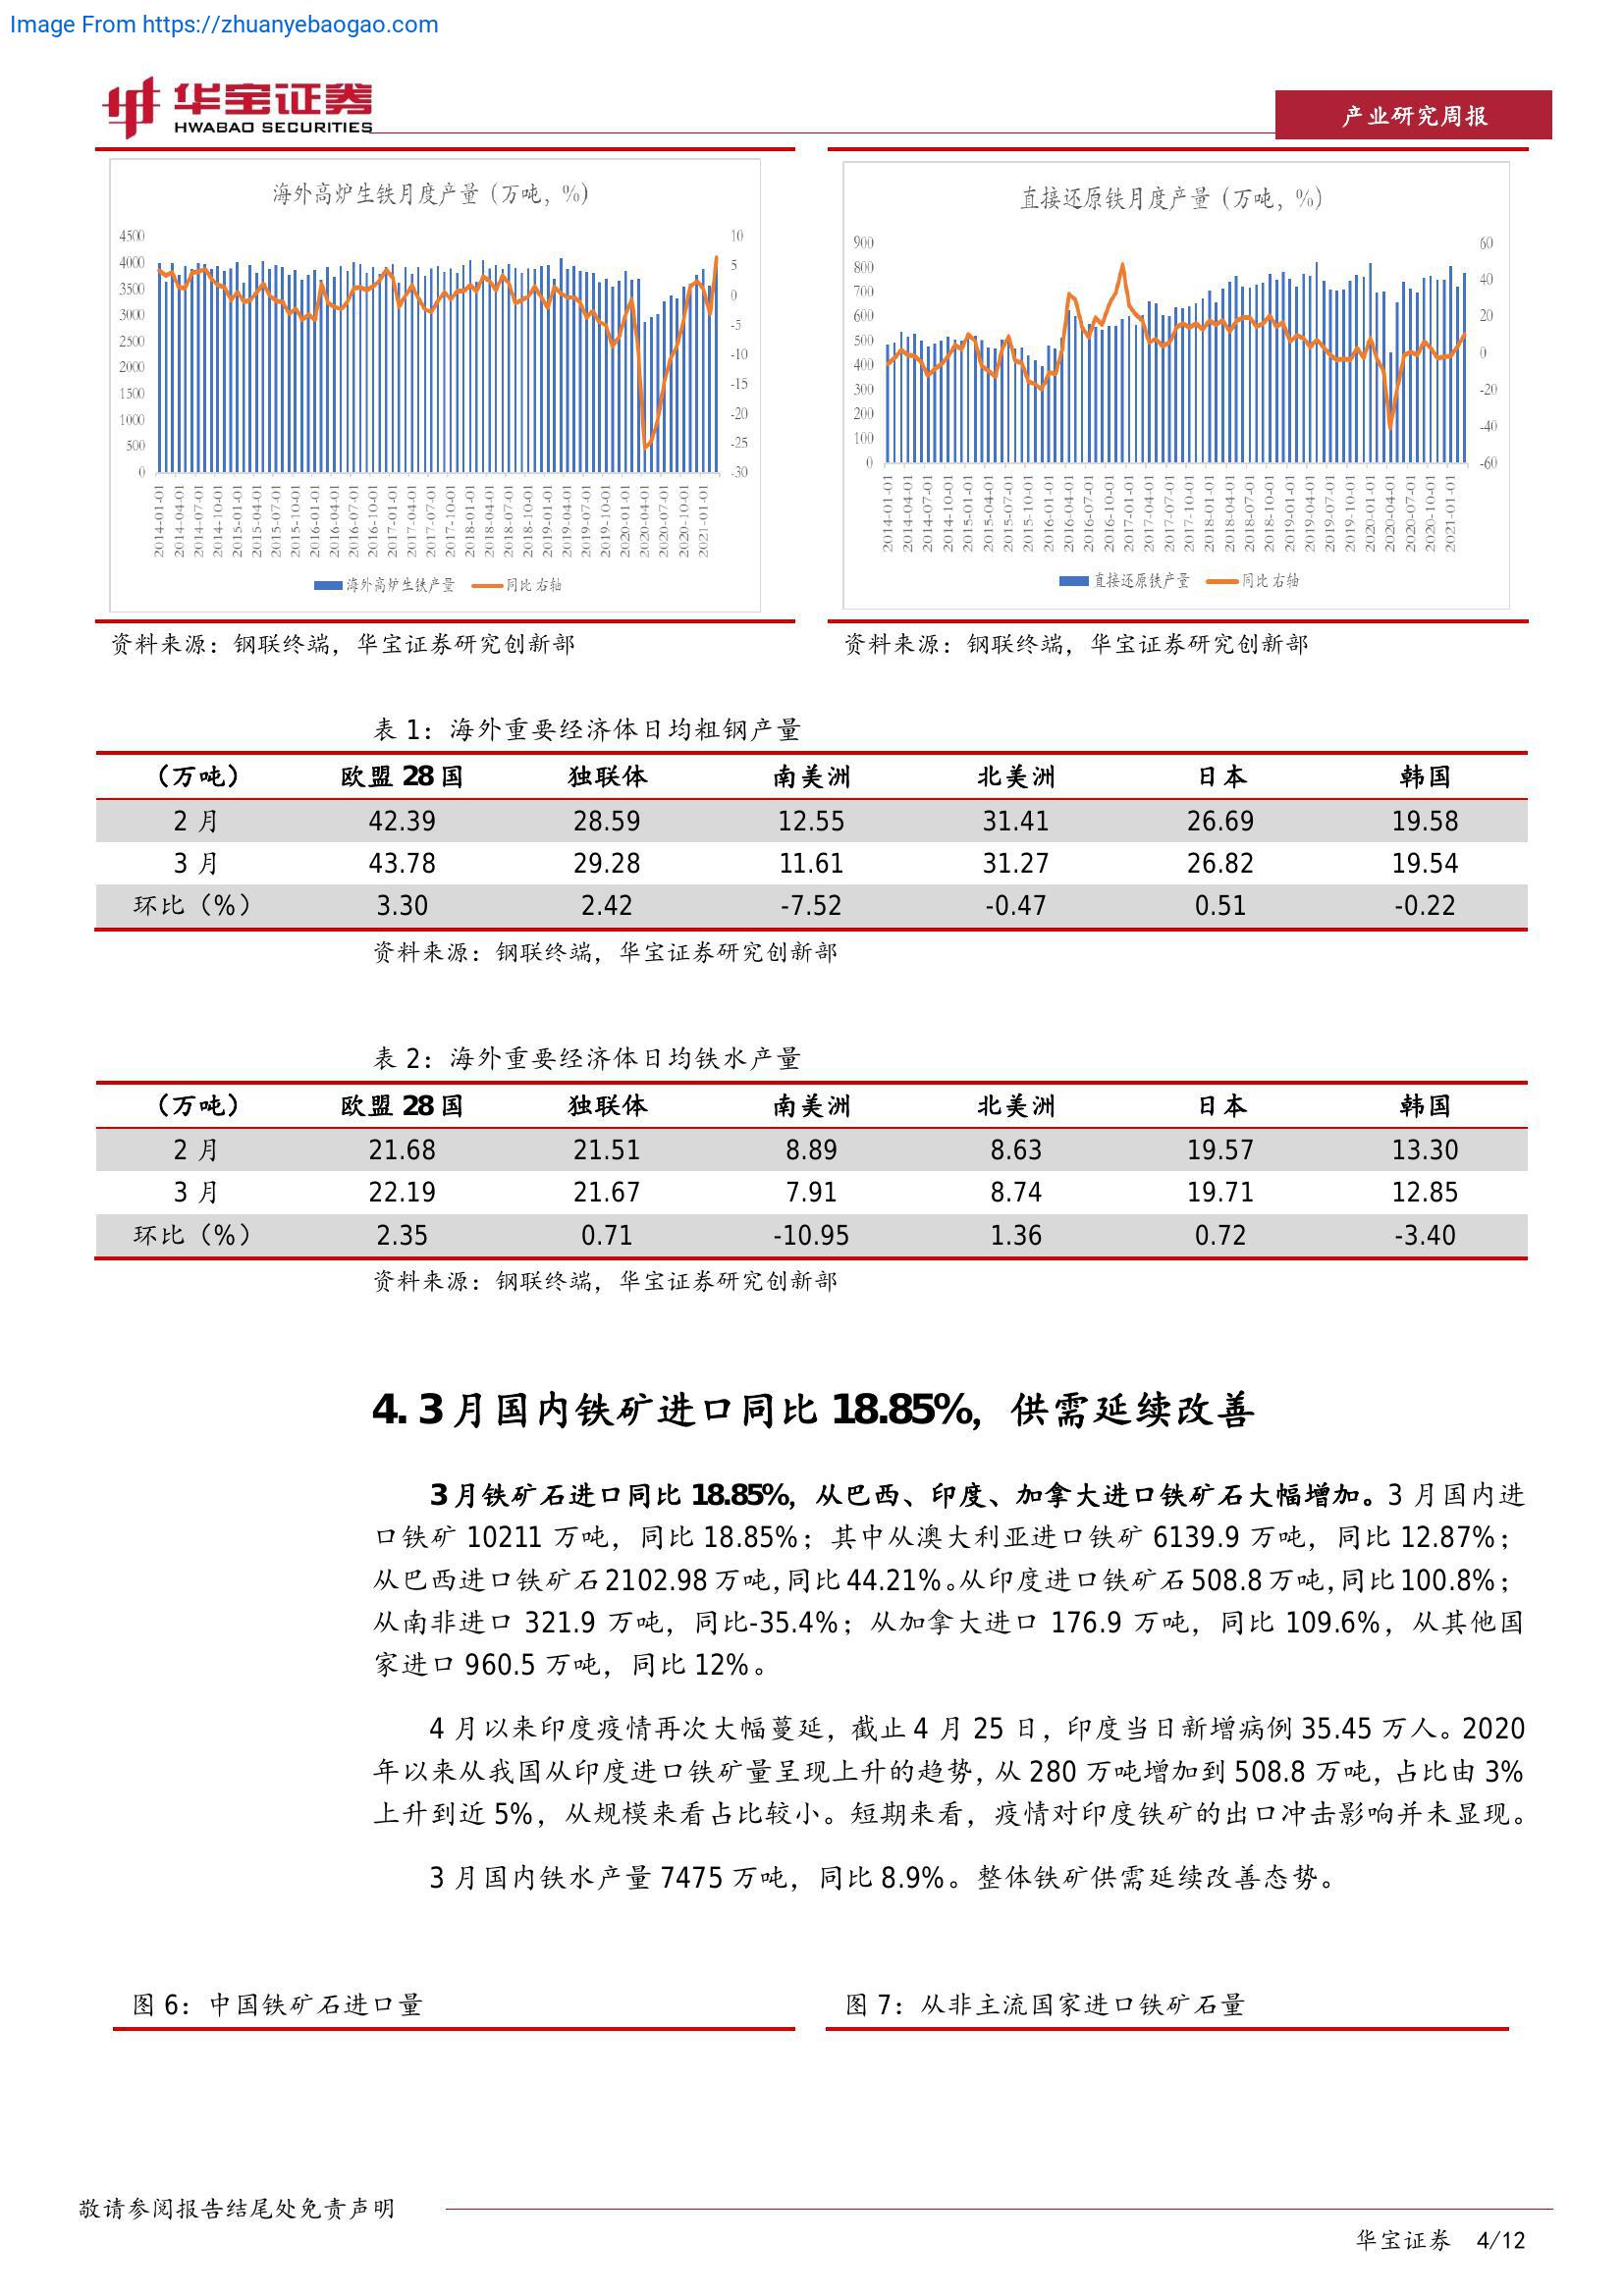 Image From https://zhuanyebaogao.com
华宝证券
HWABAO SECURITIES
产业研究周报
海外高炉生铁月度产量（万吨，%）
4500
4000
3500
3000
2500
2000
1500
1000
500
0
10
5
0
-5
-10
-15
-20
-25
-30
2014-01-01
2014-04-01
2014-07-01
2014-10-01
2015-01-01
2015-04-01
2015-07-01
2015-10-01
2016-01-01
2016-04-01
2016-07-01
2016-10-01
2017-01-01
2017-04-01
2017-07-01
2017-10-01
2018-01-01
2018-04-01
2018-07-01
2018-10-01
2019-01-01
2019-04-01
2019-07-01
2019-10-01
2020-01-01
2020-04-01
2020-07-01
2020-10-01
2021-01-01
海外高炉生铁产量 同比 右轴
直接还原铁月度产量（万吨，%）
900
800
700
600
500
400
300
200
100
0
60
40
20
0
-20
-40
-60
2014-01-01
2014-04-01
2014-07-01
2014-10-01
2015-01-01
2015-04-01
2015-07-01
2015-10-01
2016-01-01
2016-04-01
2016-07-01
2016-10-01
2017-01-01
2017-04-01
2017-07-01
2017-10-01
2018-01-01
2018-04-01
2018-07-01
2018-10-01
2019-01-01
2019-04-01
2019-07-01
2019-10-01
2020-01-01
2020-04-01
2020-07-01
2020-10-01
2021-01-01
直接还原铁产量 同比 右轴
资料来源：钢联终端，华宝证券研究创新部
资料来源：钢联终端，华宝证券研究创新部
表 1：海外重要经济体日均粗钢产量
（万吨） 欧盟 28 国 独联体 南美洲 北美洲 日本 韩国
2 月 42.39 28.59 12.55 31.41 26.69 19.58
3 月 43.78 29.28 11.61 31.27 26.82 19.54
环比（%） 3.30 2.42 -7.52 -0.47 0.51 -0.22
资料来源：钢联终端，华宝证券研究创新部
表 2：海外重要经济体日均铁水产量
（万吨） 欧盟 28 国 独联体 南美洲 北美洲 日本 韩国
2 月 21.68 21.51 8.89 8.63 19.57 13.30
3 月 22.19 21.67 7.91 8.74 19.71 12.85
环比（%） 2.35 0.71 -10.95 1.36 0.72 -3.40
资料来源：钢联终端，华宝证券研究创新部
4. 3 月国内铁矿进口同比 18.85%，供需延续改善
3 月铁矿石进口同比 18.85%，从巴西、印度、加拿大进口铁矿石大幅增加。3 月国内进
口铁矿 10211 万吨，同比 18.85%；其中从澳大利亚进口铁矿 6139.9 万吨，同比 12.87%；
从巴西进口铁矿石 2102.98 万吨，同比 44.21%。从印度进口铁矿石 508.8 万吨，同比 100.8%；
从南非进口 321.9 万吨，同比-35.4%；从加拿大进口 176.9 万吨，同比 109.6%，从其他国
家进口 960.5 万吨，同比 12%。
4 月以来印度疫情再次大幅蔓延，截止 4 月 25 日，印度当日新增病例 35.45 万人。2020
年以来从我国从印度进口铁矿量呈现上升的趋势，从 280 万吨增加到 508.8 万吨，占比由 3%
上升到近 5%，从规模来看占比较小。短期来看，疫情对印度铁矿的出口冲击影响并未显现。
3 月国内铁水产量 7475 万吨，同比 8.9%。整体铁矿供需延续改善态势。
图 6：中国铁矿石进口量
图 7：从非主流国家进口铁矿石量
敬请参阅报告结尾处免责声明
华宝证券 4/12